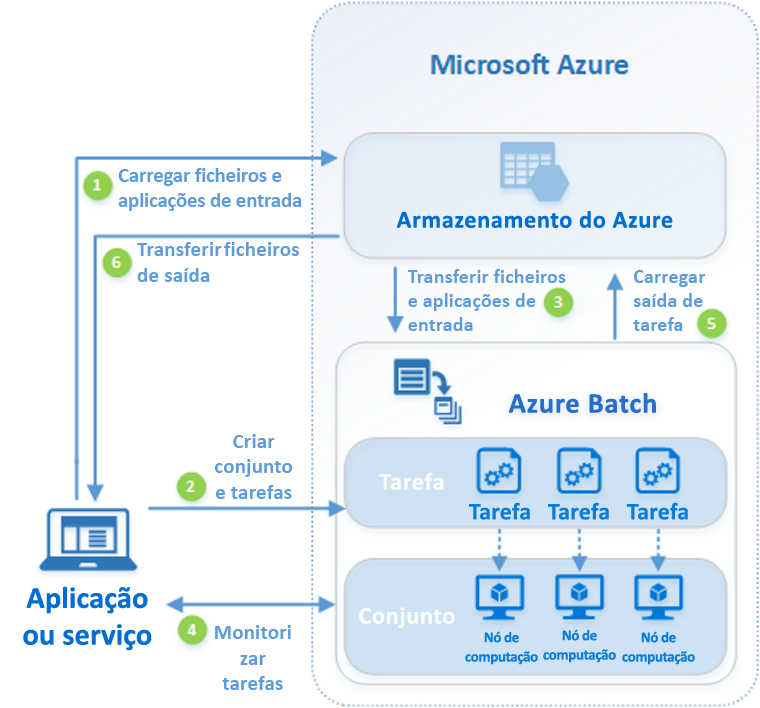 Microsoft Azure
1
Carregar ficheiros e
aplicações de entrada
Armazenamento do Azure
6
Transferir ficheiros
de saída
Transferir ficheiros
e aplicações de
entrada
3
Carregar
saída de
tarefa
5
Azure Batch
Criar
conjunto
e tarefas
2
Tarefa
Tarefa
Tarefa
Tarefa
Aplicação
ou serviço
4
Monitori
zar
tarefas
Conjunto
Nó de
computação
Nó de
computação
Nó de
computação